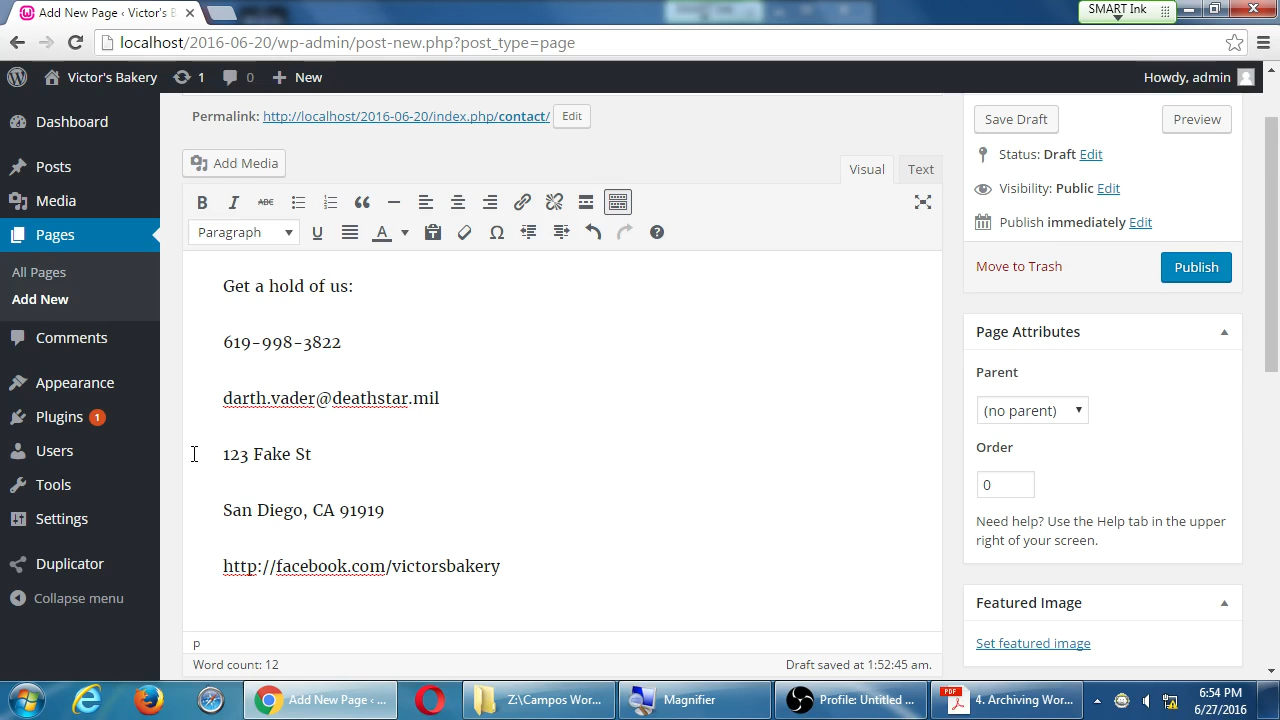 Add New Page ‹ Victor's B
SMART Ink
localhost/2016-06-20/wp-admin/post-new.php?post_type=page
Victor's Bakery 1 0 New Howdy, admin
Dashboard
Posts
Media
Pages
All Pages
Add New
Comments
Appearance
Plugins 1
Users
Tools
Settings
Duplicator
Collapse menu
Permalink: http://localhost/2016-06-20/index.php/contact/ Edit
Add Media
Visual Text
B I ABC
Paragraph U A Ω
Get a hold of us:
619-998-3822
darth.vader@deathstar.mil
123 Fake St
San Diego, CA 91919
http://facebook.com/victorsbakery
p
Word count: 12 Draft saved at 1:52:45 am.
Save Draft Preview
Status: Draft Edit
Visibility: Public Edit
Publish immediately Edit
Move to Trash Publish
Page Attributes
Parent
(no parent)
Order
0
Need help? Use the Help tab in the upper
right of your screen.
Featured Image
Set featured image
Add New Page ‹ ... Z:\Campos Wor... Magnifier Profile: Untitled ... PDF 4. Archiving Wor... 6:54 PM
6/27/2016